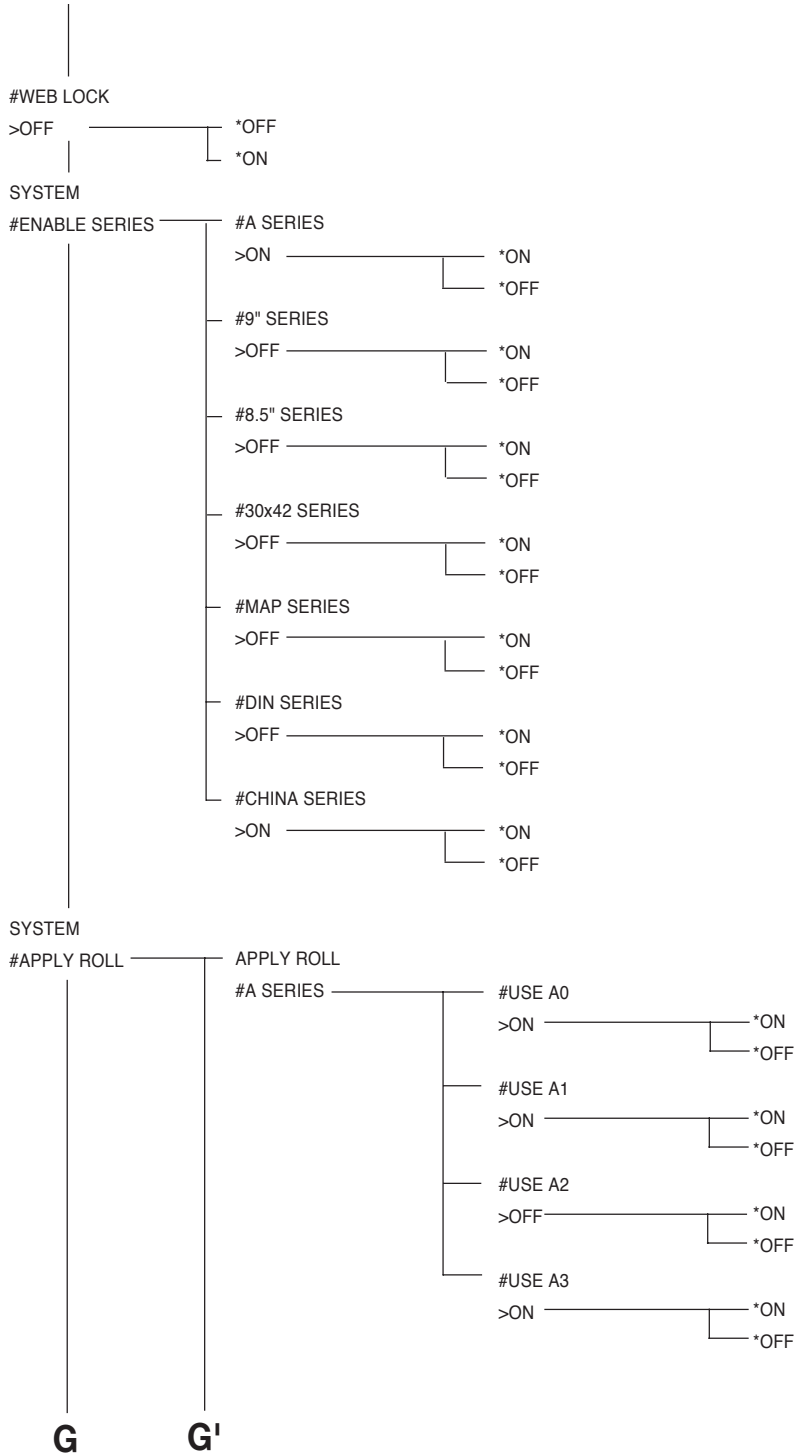 #WEB LOCK
>OFF *OFF
*ON
SYSTEM
#ENABLE SERIES #A SERIES
>ON *ON
*OFF
#9" SERIES
>OFF *ON
*OFF
#8.5" SERIES
>OFF *ON
*OFF
#30x42 SERIES
>OFF *ON
*OFF
#MAP SERIES
>OFF *ON
*OFF
#DIN SERIES
>OFF *ON
*OFF
#CHINA SERIES
>ON *ON
*OFF
SYSTEM
#APPLY ROLL APPLY ROLL
#A SERIES #USE A0
>ON *ON
*OFF
#USE A1
>ON *ON
*OFF
#USE A2
>OFF *ON
*OFF
#USE A3
>ON *ON
*OFF
G G'